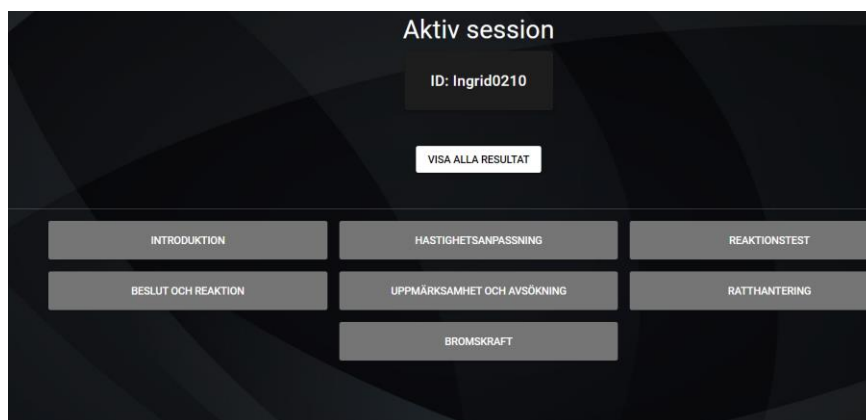 Aktiv session
ID: Ingrid0210
VISA ALLA RESULTAT
INTRODUKTION
HASTIGHETSANPASSNING
REAKTIONSTEST
BESLUT OCH REAKTION
UPPMÄRKSAMHET OCH AVSÖKNING
RATTHANTERING
BROMSKRAFT